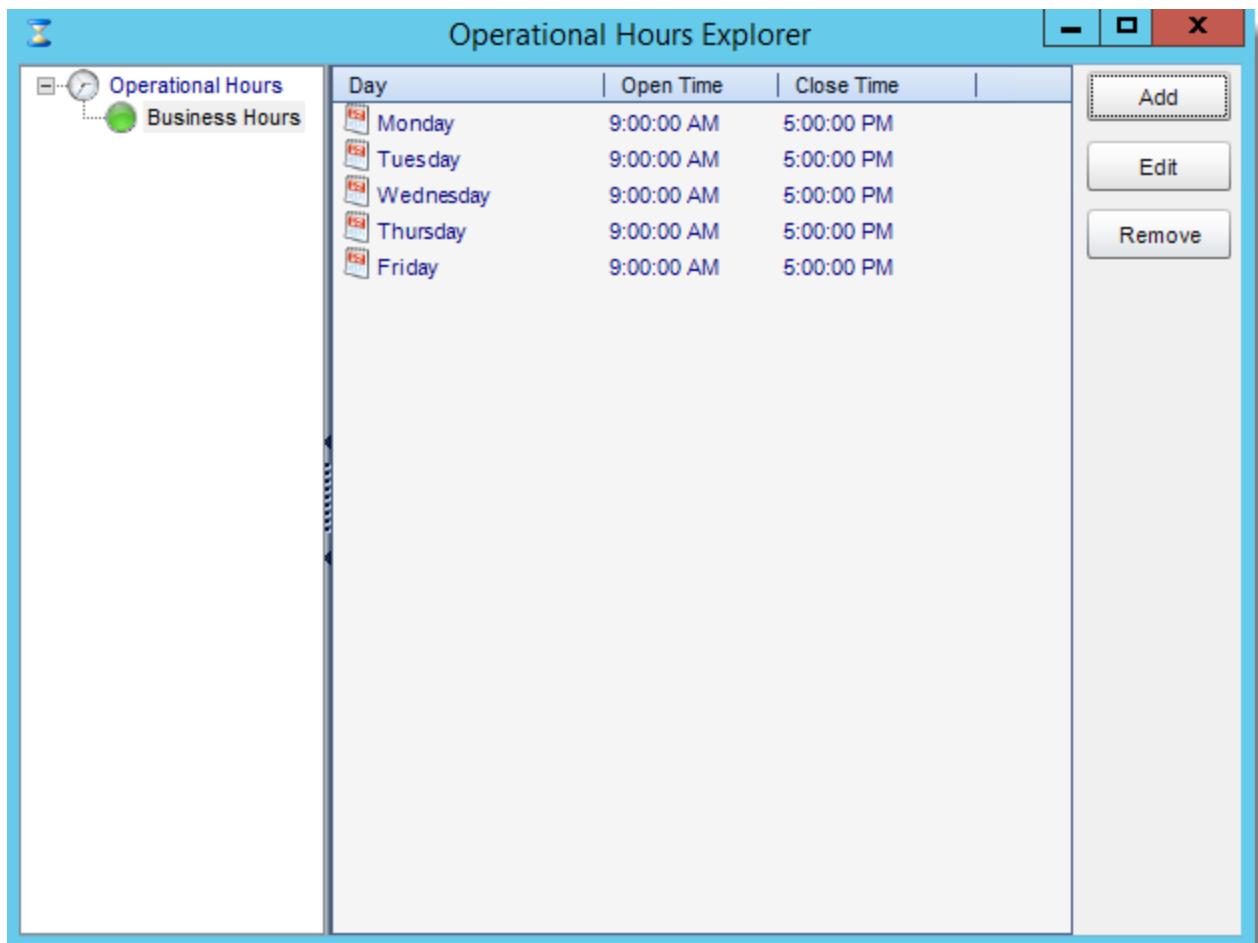 Operational Hours Explorer
Operational Hours
Business Hours
Day Open Time Close Time
Monday 9:00:00 AM 5:00:00 PM
Tuesday 9:00:00 AM 5:00:00 PM
Wednesday 9:00:00 AM 5:00:00 PM
Thursday 9:00:00 AM 5:00:00 PM
Friday 9:00:00 AM 5:00:00 PM
Add
Edit
Remove